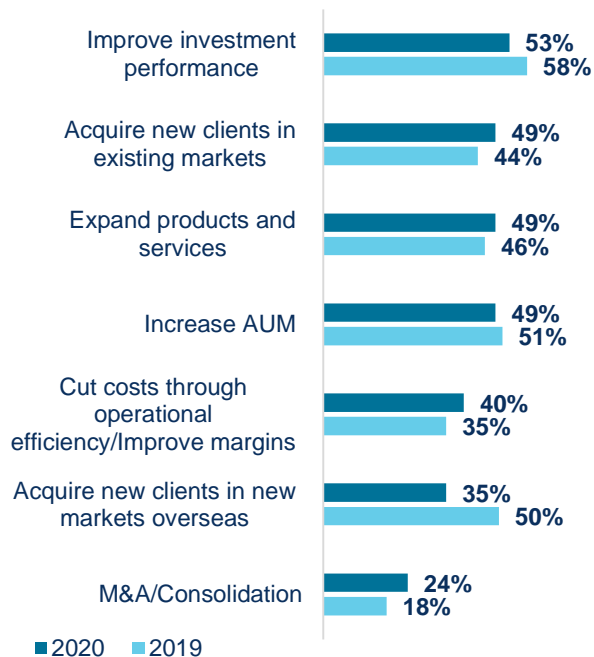 Improve investment
performance
53%
58%
Acquire new clients in
existing markets
49%
44%
Expand products and
services
49%
46%
Increase AUM
49%
51%
Cut costs through
operational
efficiency/Improve margins
40%
35%
Acquire new clients in new
markets overseas
35%
50%
M&A/Consolidation
24%
18%
2020 2019